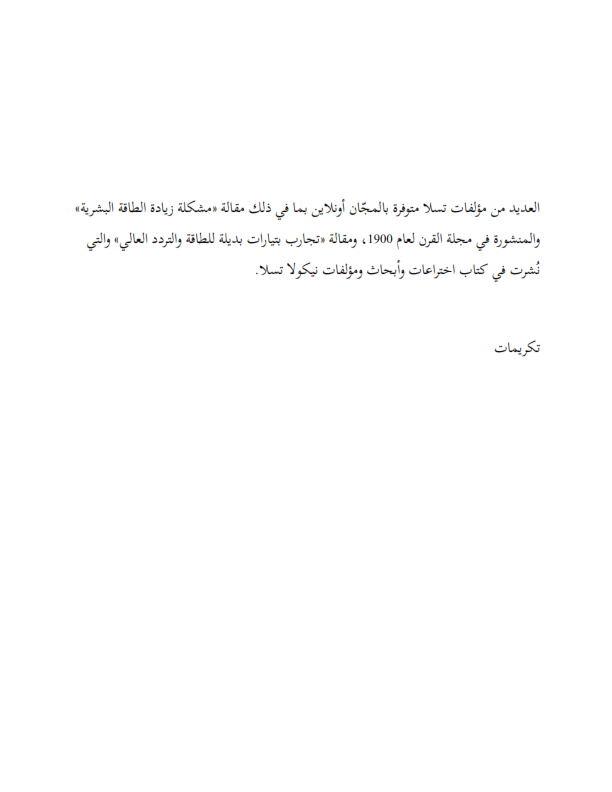 العديد من مؤلفات تسلا متوفرة بالمجّان أونلاين بما في ذلك مقالة «مشكلة زيادة الطاقة البشرية»
والمنشورة في مجلة القرن لعام 1900، ومقالة «تجارب بتيارات بديلة للطاقة والتردد العالي» والتي
نُشرت في كتاب اختراعات وأبحاث ومؤلفات نيكولا تسلا.
تكريمات